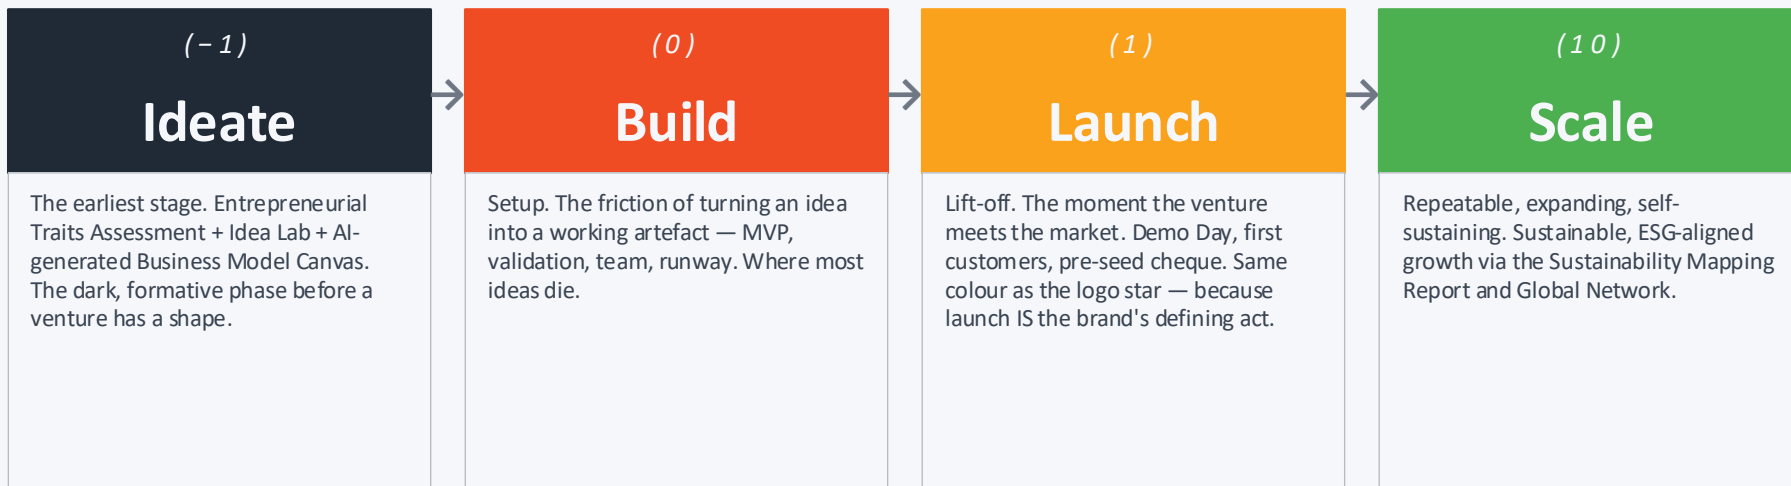 (−1)
Ideate
The earliest stage. Entrepreneurial
Traits Assessment + Idea Lab + AI-
generated Business Model Canvas.
The dark, formative phase before a
venture has a shape.
(0)
Build
Setup. The friction of turning an idea
into a working artefact — MVP,
validation, team, runway. Where most
ideas die.
(1)
Launch
Lift-off. The moment the venture
meets the market. Demo Day, first
customers, pre-seed cheque. Same
colour as the logo star — because
launch IS the brand's defining act.
(10)
Scale
Repeatable, expanding, self-
sustaining. Sustainable, ESG-aligned
growth via the Sustainability Mapping
Report and Global Network.